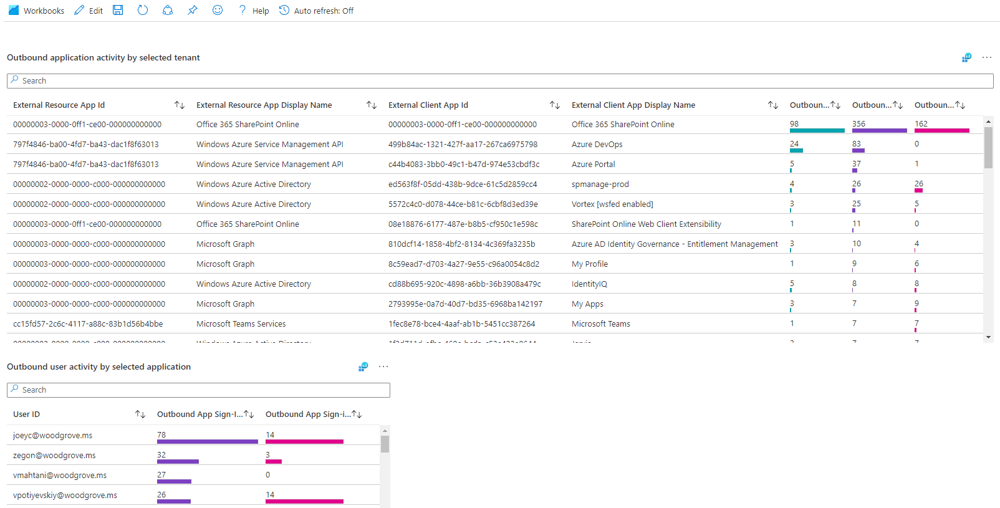 Workbooks Edit Help Auto refresh: Off
Outbound application activity by selected tenant
Search
External Resource App Id External Resource App Display Name External Client App Id External Client App Display Name Outboun... Outboun... Outboun...
00000003-0000-0ff1-ce00-000000000000 Office 365 SharePoint Online 00000003-0000-0ff1-ce00-000000000000 Office 365 SharePoint Online 98 356 162
797f4846-ba00-4fd7-ba43-dac1f8f63013 Windows Azure Service Management API 499b84ac-1321-427f-aa17-267ca6975798 Azure DevOps 24 83 0
797f4846-ba00-4fd7-ba43-dac1f8f63013 Windows Azure Service Management API c44b4083-3bb0-49c1-b47d-974e53cbdf3c Azure Portal 5 37 1
00000002-0000-0000-c000-000000000000 Windows Azure Active Directory ed563f8f-05dd-438b-9dce-61c5d2859cc4 spmanage-prod 4 26 26
00000002-0000-0000-c000-000000000000 Windows Azure Active Directory 5572c4c0-d078-44ce-b81c-6cbf8d3ed39e Vortex [wsfed enabled] 3 25 5
00000003-0000-0ff1-ce00-000000000000 Office 365 SharePoint Online 08e18876-6177-487e-b8b5-cf950c1e598c SharePoint Online Web Client Extensibility 1 11 0
00000003-0000-0000-c000-000000000000 Microsoft Graph 810dcf14-1858-4bf2-8134-4c369fa3235b Azure AD Identity Governance - Entitlement Management 3 10 4
00000003-0000-0000-c000-000000000000 Microsoft Graph 8c59ead7-d703-4a27-9e55-c96a0054c8d2 My Profile 1 9 6
00000002-0000-0000-c000-000000000000 Windows Azure Active Directory cd88b695-920c-4898-a6bb-36b3908a479c IdentityIQ 5 8 8
00000003-0000-0000-c000-000000000000 Microsoft Graph 2793995e-0a7d-40d7-bd35-6968ba142197 My Apps 3 7 9
cc15fd57-2c6c-4117-a88c-83b1d56b4bbe Microsoft Teams Services 1fec8e78-bce4-4aaf-ab1b-5451cc387264 Microsoft Teams 1 7 7
Outbound user activity by selected application
Search
User ID Outbound App Sign-I... Outbound App Sign-i...
joeyc@woodgrove.ms 78 14
zegon@woodgrove.ms 32 3
vmahtani@woodgrove.ms 27 0
vpotiyevskiy@woodgrove.ms 26 14